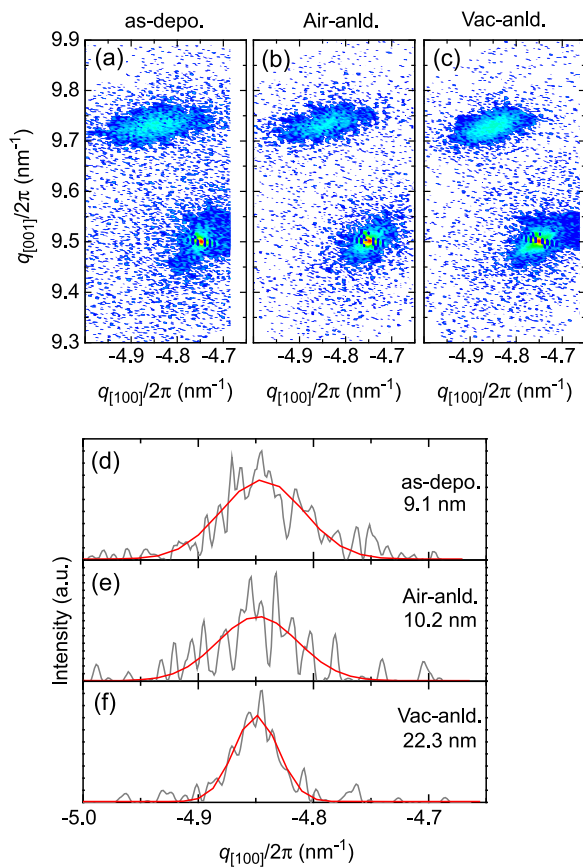 as-depo. Air-anld. Vac-anld.
(a) (b) (c)
9.9
9.8
9.7
9.6
9.5
9.4
9.3
q[001]/2π (nm-1)
-4.9 -4.8 -4.7 -4.9 -4.8 -4.7 -4.9 -4.8 -4.7
q[100]/2π (nm-1) q[100]/2π (nm-1) q[100]/2π (nm-1)
(d)
as-depo.
9.1 nm
(e)
Air-anld.
10.2 nm
(f)
Vac-anld.
22.3 nm
Intensity (a.u.)
-5.0 -4.9 -4.8 -4.7
q[100]/2π (nm-1)